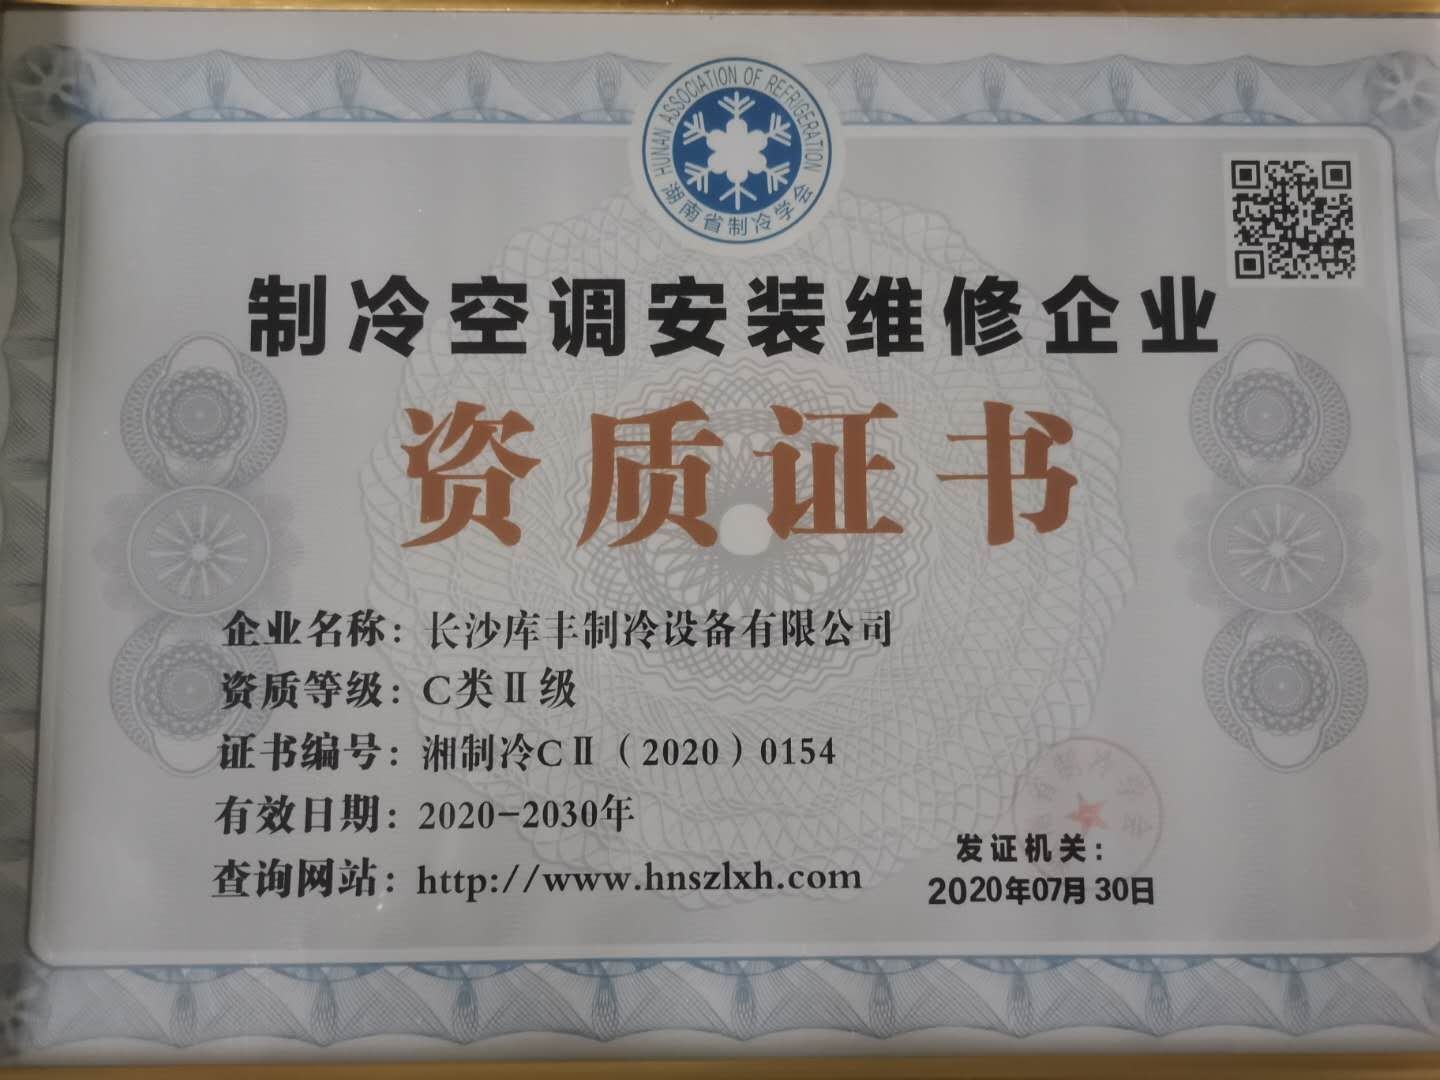 HUNAN ASSOCIATION OF REFRIGERATION
湖南省制冷学会
制冷空调安装维修企业
资质证书
企业名称：长沙库丰制冷设备有限公司
资质等级：C类Ⅱ级
证书编号：湘制冷CⅡ（2020）0154
有效日期：2020-2030年
查询网站：http://www.hnszlxh.com
发证机关：
2020年07月30日